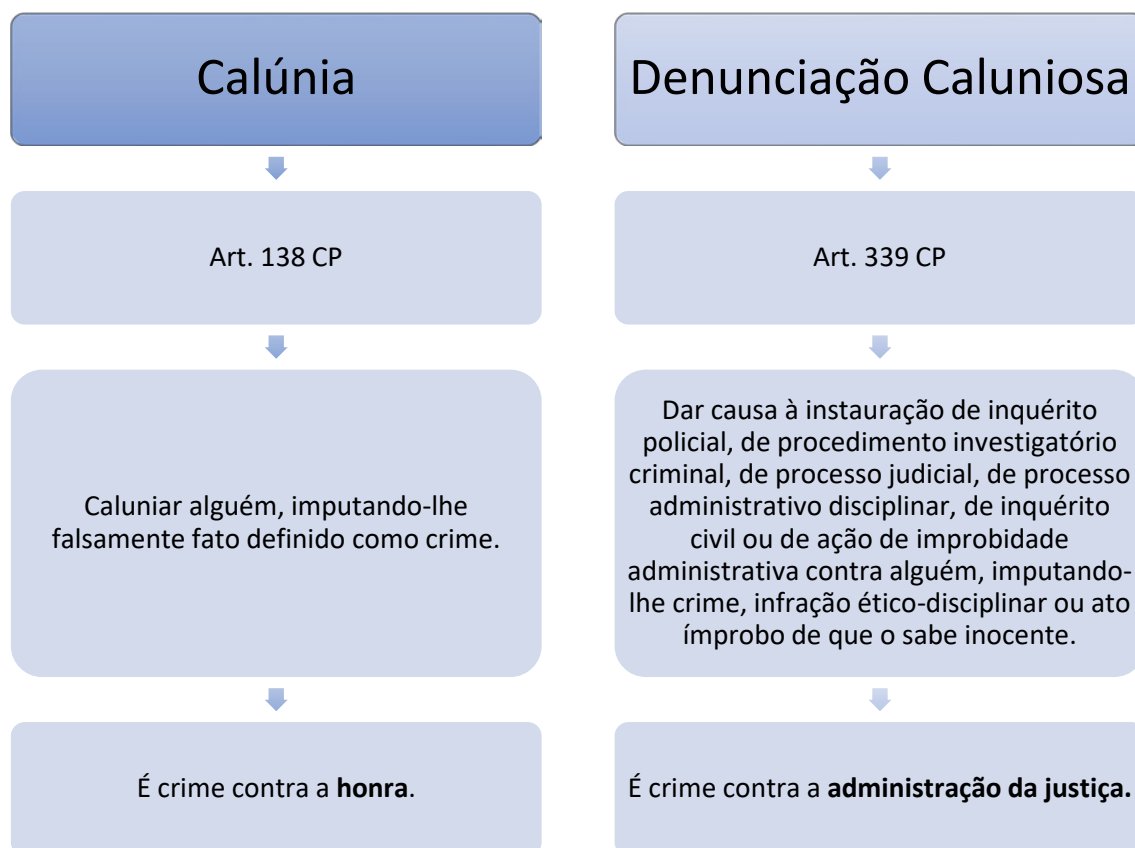 Calúnia
Art. 138 CP
Caluniar alguém, imputando-lhe
falsamente fato definido como crime.
É crime contra a honra.
Denunciação Caluniosa
Art. 339 CP
Dar causa à instauração de inquérito
policial, de procedimento investigatório
criminal, de processo judicial, de processo
administrativo disciplinar, de inquérito
civil ou de ação de improbidade
administrativa contra alguém, imputando-
lhe crime, infração ético-disciplinar ou ato
ímprobo de que o sabe inocente.
É crime contra a administração da justiça.